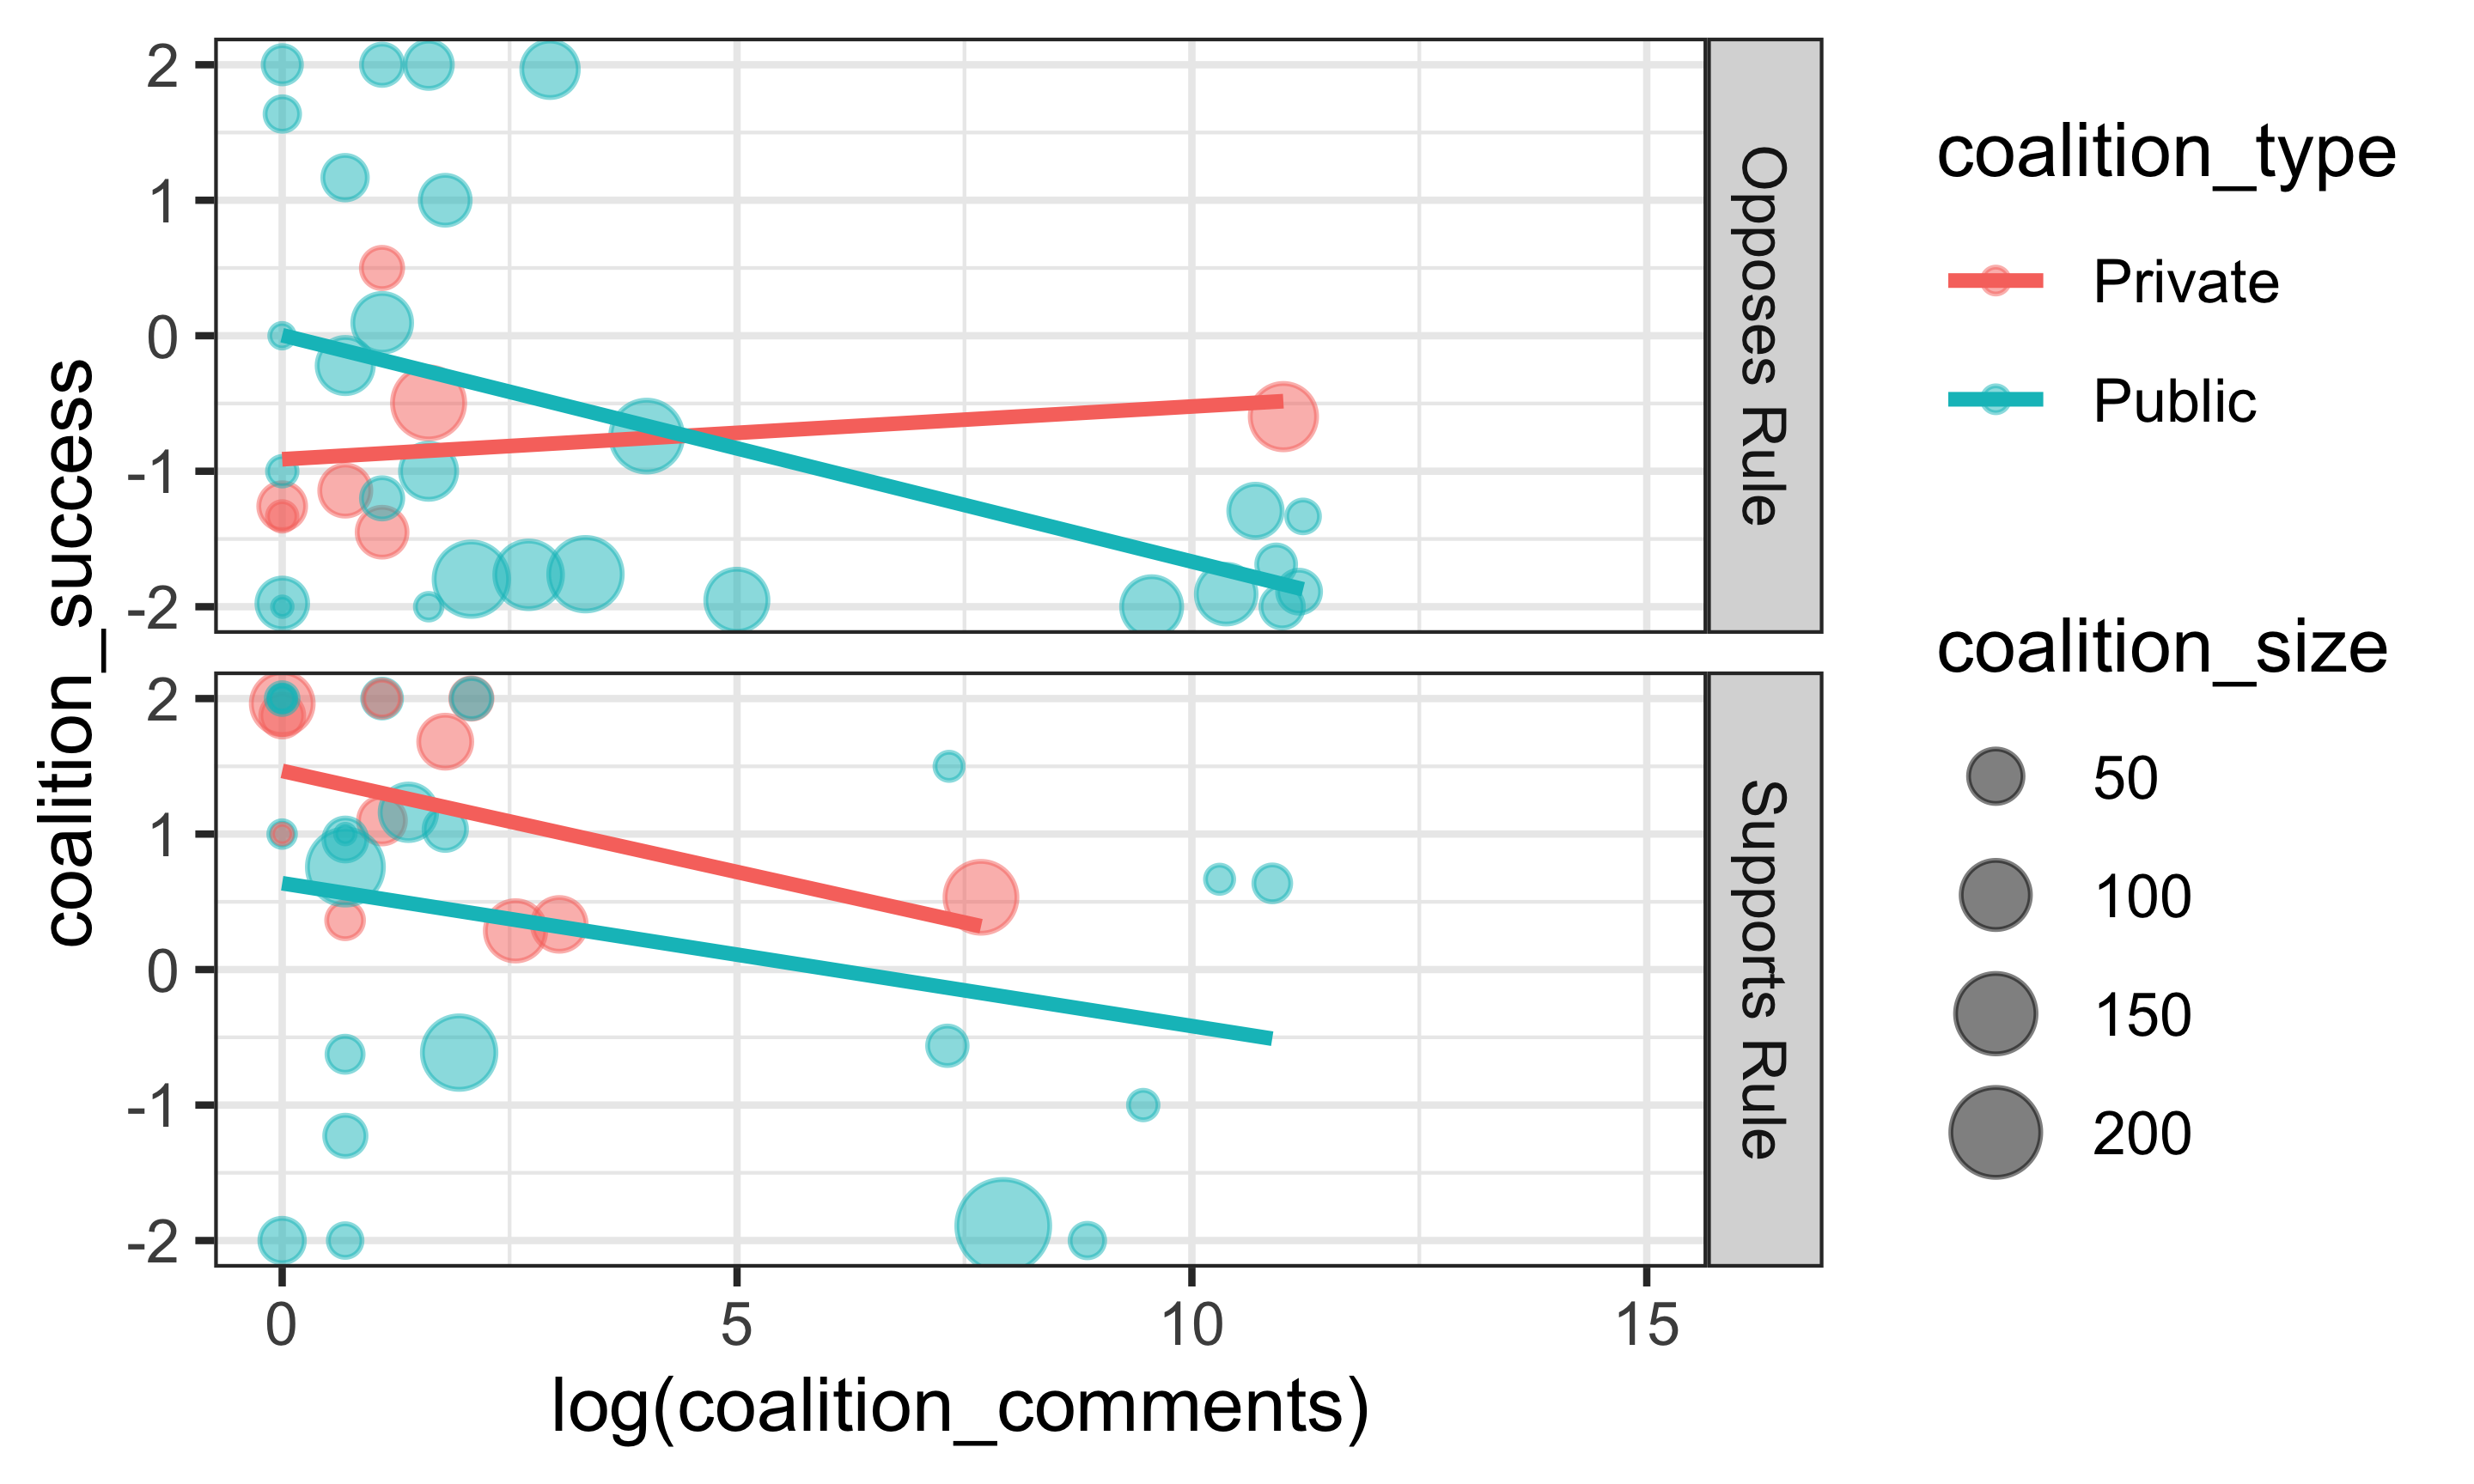 coalition_success
2
1
0
-1
-2
Opposes Rule
2
1
0
-1
-2
Supports Rule
0
5
10
15
log(coalition_comments)
coalition_type
Private
Public
coalition_size
50
100
150
200